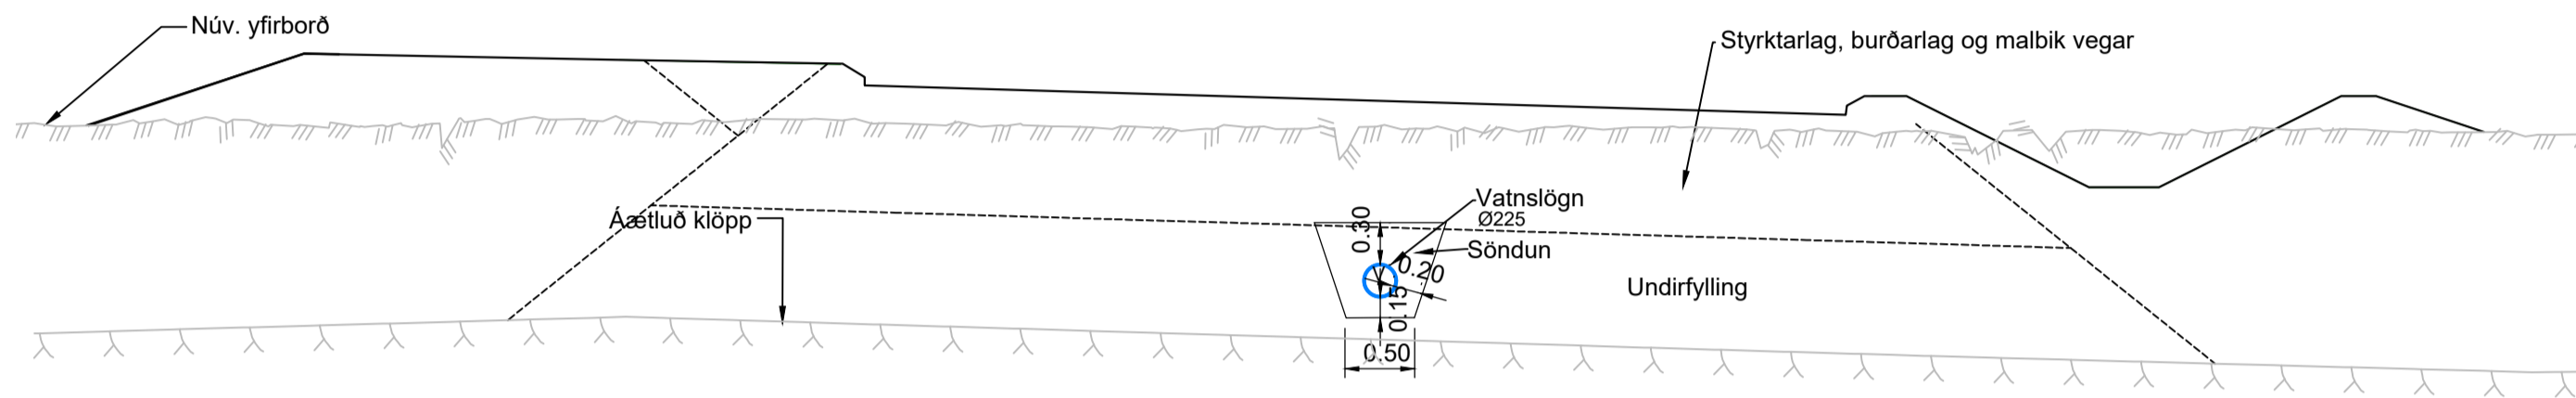 Núv. yfirborð
Styrktarlag, burðarlag og malbik vegar
Vatnslögn
Ø225
Áætluð klöpp
0.30
Söndun
0.20
0.15
Undirfylling
0.50